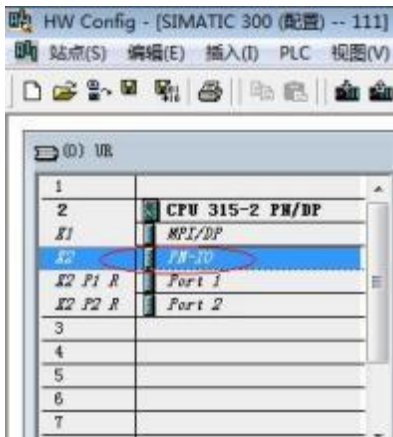 HW Config - [SIMATIC 300 (配置) -- 111]
站点(S) 编辑(E) 插入(I) PLC 视图(V)
(0) UR
1
2 CPU 315-2 PN/DP
X1 MPI/DP
X2 PN-IO
X2 P1 R Port 1
X2 P2 R Port 2
3
4
5
6
7